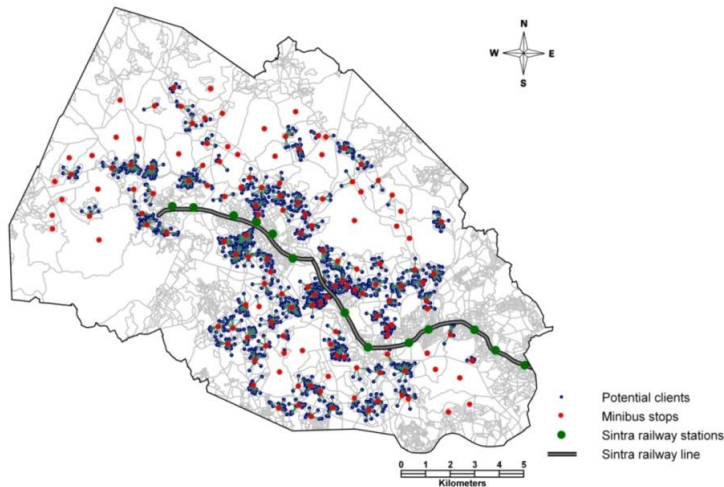 N
W E
S
Potential clients
Minibus stops
Sintra railway stations
Sintra railway line
0 1 2 3 4 5
Kilometers